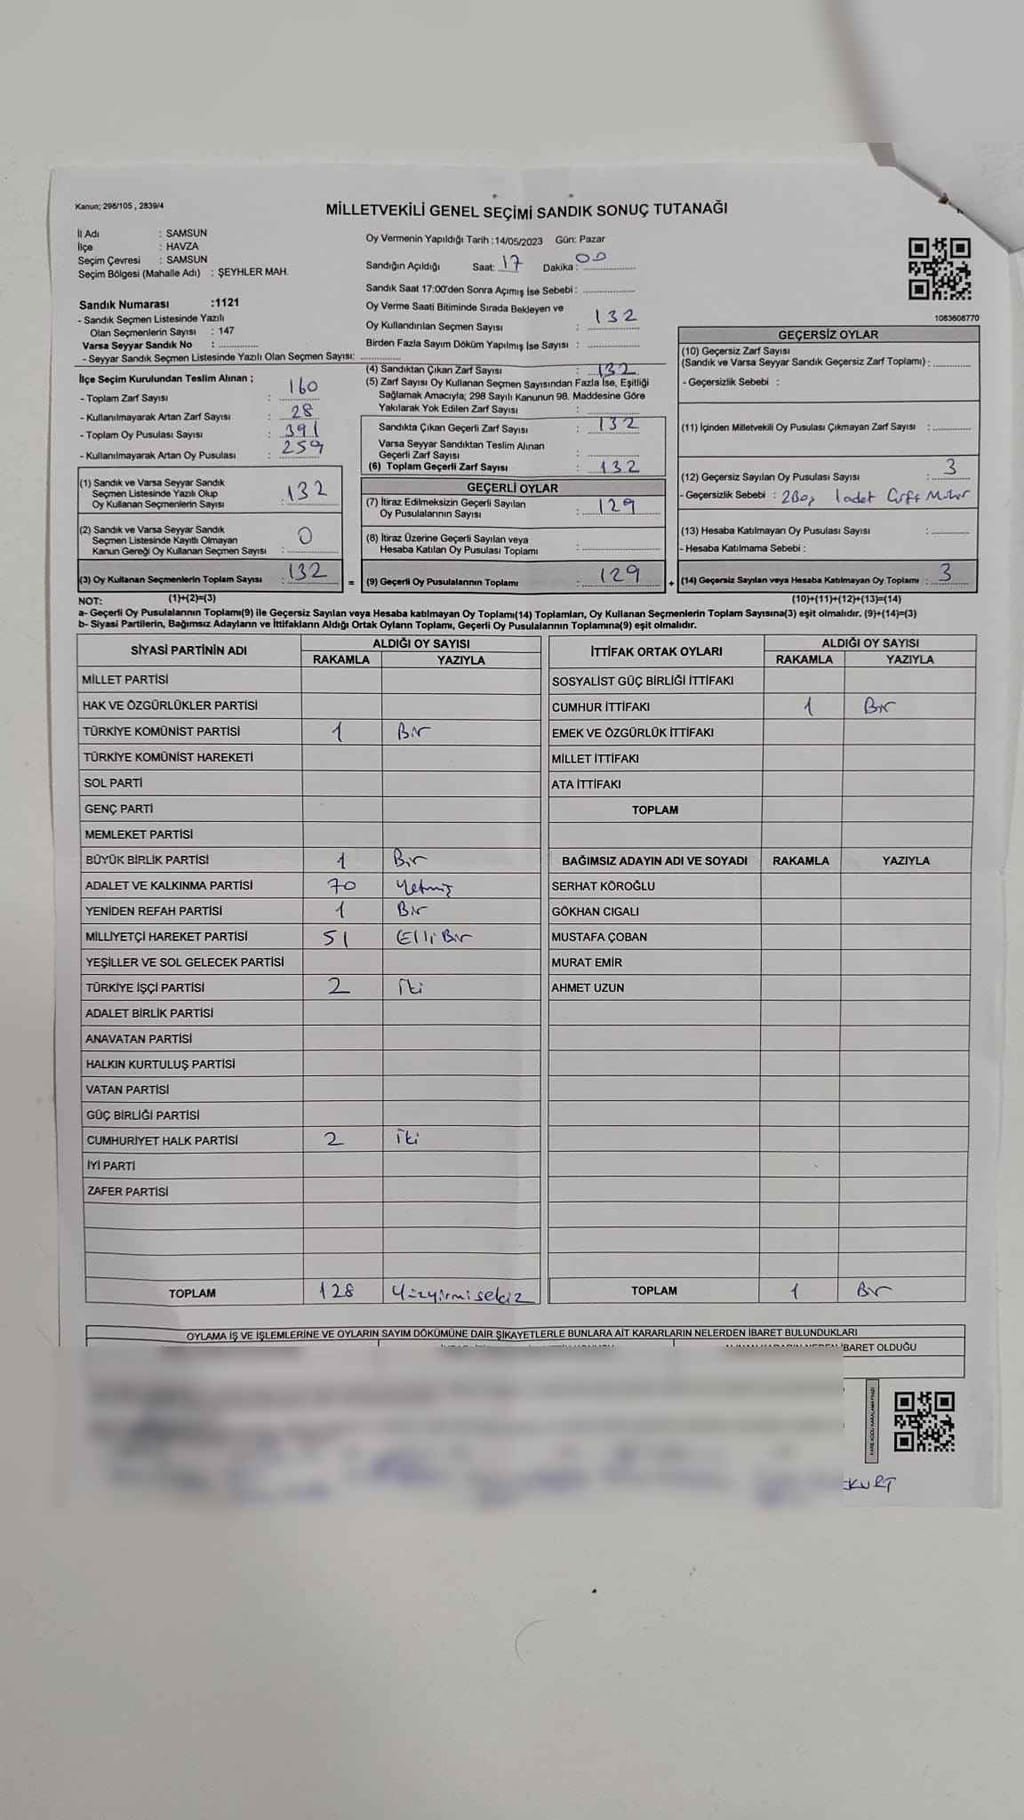 Kanun; 298/105 , 2839/4
MİLLETVEKİLİ GENEL SEÇİMİ SANDIK SONUÇ TUTANAĞI
İl Adı : SAMSUN
İlçe : HAVZA
Seçim Çevresi : SAMSUN
Seçim Bölgesi (Mahalle Adı) : ŞEYHLER MAH.
Sandık Numarası :1121
- Sandık Seçmen Listesinde Yazılı
Olan Seçmenlerin Sayısı : 147
Varsa Seyyar Sandık No :
- Seyyar Sandık Seçmen Listesinde Yazılı Olan Seçmen Sayısı:
Oy Vermenin Yapıldığı Tarih :14/05/2023 Gün: Pazar
Sandığın Açıldığı Saat: 17 Dakika: 00
Sandık Saat 17:00'den Sonra Açımış İse Sebebi :
Oy Verme Saati Bitiminde Sırada Bekleyen ve
Oy Kullandırılan Seçmen Sayısı : 132
Birden Fazla Sayım Döküm Yapılmış İse Sayısı :
1083608770
İlçe Seçim Kurulundan Teslim Alınan ;
- Toplam Zarf Sayısı : 160
- Kullanılmayarak Artan Zarf Sayısı : 28
- Toplam Oy Pusulası Sayısı : 391
- Kullanılmayarak Artan Oy Pusulası : 259
(1) Sandık ve Varsa Seyyar Sandık
Seçmen Listesinde Yazılı Olup
Oy Kullanan Seçmenlerin Sayısı : 132
(2) Sandık ve Varsa Seyyar Sandık
Seçmen Listesinde Kayıtlı Olmayan
Kanun Gereği Oy Kullanan Seçmen Sayısı : 0
(3) Oy Kullanan Seçmenlerin Toplam Sayısı : 132
(4) Sandıktan Çıkan Zarf Sayısı : 132
(5) Zarf Sayısı Oy Kullanan Seçmen Sayısından Fazla İse, Eşitliği
Sağlamak Amacıyla; 298 Sayılı Kanunun 98. Maddesine Göre
Yakılarak Yok Edilen Zarf Sayısı :
Sandıkta Çıkan Geçerli Zarf Sayısı : 132
Varsa Seyyar Sandıktan Teslim Alınan
Geçerli Zarf Sayısı :
(6) Toplam Geçerli Zarf Sayısı : 132
GEÇERLİ OYLAR
(7) İtiraz Edilmeksizin Geçerli Sayılan
Oy Pusulalarının Sayısı : 129
(8) İtiraz Üzerine Geçerli Sayılan veya
Hesaba Katılan Oy Pusulası Toplamı :
= (9) Geçerli Oy Pusulalarının Toplamı : 129
GEÇERSİZ OYLAR
(10) Geçersiz Zarf Sayısı
(Sandık ve Varsa Seyyar Sandık Geçersiz Zarf Toplamı) :
- Geçersizlik Sebebi :
(11) İçinden Milletvekili Oy Pusulası Çıkmayan Zarf Sayısı :
(12) Geçersiz Sayılan Oy Pusulası Sayısı : 3
- Geçersizlik Sebebi : 2Boş 1adet Çift Mühür
(13) Hesaba Katılmayan Oy Pusulası Sayısı :
- Hesaba Katılmama Sebebi :
+ (14) Geçersiz Sayılan veya Hesaba Katılmayan Oy Toplamı : 3
NOT: (1)+(2)=(3) (10)+(11)+(12)+(13)=(14)
a- Geçerli Oy Pusulalarının Toplamı(9) ile Geçersiz Sayılan veya Hesaba katılmayan Oy Toplamı(14) Toplamları, Oy Kullanan Seçmenlerin Toplam Sayısına(3) eşit olmalıdır. (9)+(14)=(3)
b- Siyasi Partilerin, Bağımsız Adayların ve İttifakların Aldığı Ortak Oyların Toplamı, Geçerli Oy Pusulalarının Toplamına(9) eşit olmalıdır.
SİYASİ PARTİNİN ADI ALDIĞI OY SAYISI
RAKAMLA YAZIYLA
MİLLET PARTİSİ
HAK VE ÖZGÜRLÜKLER PARTİSİ
TÜRKİYE KOMÜNİST PARTİSİ 1 Bir
TÜRKİYE KOMÜNİST HAREKETİ
SOL PARTİ
GENÇ PARTİ
MEMLEKET PARTİSİ
BÜYÜK BİRLİK PARTİSİ 1 Bir
ADALET VE KALKINMA PARTİSİ 70 Yetmiş
YENİDEN REFAH PARTİSİ 1 Bir
MİLLİYETÇİ HAREKET PARTİSİ 51 Elli Bir
YEŞİLLER VE SOL GELECEK PARTİSİ
TÜRKİYE İŞÇİ PARTİSİ 2 İki
ADALET BİRLİK PARTİSİ
ANAVATAN PARTİSİ
HALKIN KURTULUŞ PARTİSİ
VATAN PARTİSİ
GÜÇ BİRLİĞİ PARTİSİ
CUMHURİYET HALK PARTİSİ 2 İki
İYİ PARTİ
ZAFER PARTİSİ
TOPLAM 128 Yüzyirmisekiz
İTTİFAK ORTAK OYLARI ALDIĞI OY SAYISI
RAKAMLA YAZIYLA
SOSYALİST GÜÇ BİRLİĞİ İTTİFAKI
CUMHUR İTTİFAKI 1 Bir
EMEK VE ÖZGÜRLÜK İTTİFAKI
MİLLET İTTİFAKI
ATA İTTİFAKI
TOPLAM
BAĞIMSIZ ADAYIN ADI VE SOYADI RAKAMLA YAZIYLA
SERHAT KÖROĞLU
GÖKHAN CIGALI
MUSTAFA ÇOBAN
MURAT EMİR
AHMET UZUN
TOPLAM 1 Bir
OYLAMA İŞ VE İŞLEMLERİNE VE OYLARIN SAYIM DÖKÜMÜNE DAİR ŞİKAYETLERLE BUNLARA AİT KARARLARIN NELERDEN İBARET BULUNDUKLARI
İBARET OLDUĞU
KURT